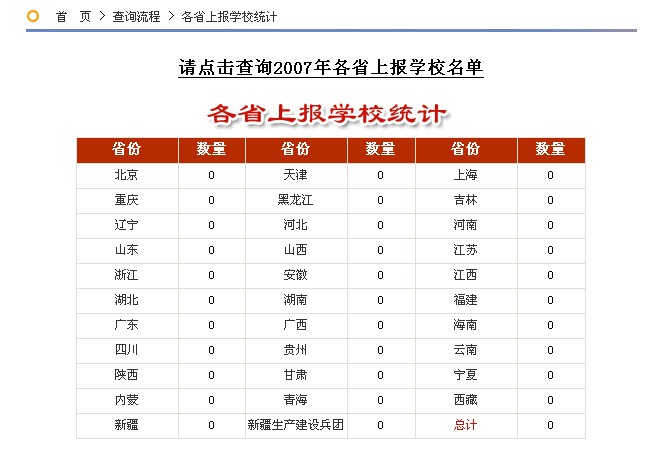 首 页 > 查询流程 > 各省上报学校统计
请点击查询2007年各省上报学校名单
各省上报学校统计
省份 数量 省份 数量 省份 数量
北京 0 天津 0 上海 0
重庆 0 黑龙江 0 吉林 0
辽宁 0 河北 0 河南 0
山东 0 山西 0 江苏 0
浙江 0 安徽 0 江西 0
湖北 0 湖南 0 福建 0
广东 0 广西 0 海南 0
四川 0 贵州 0 云南 0
陕西 0 甘肃 0 宁夏 0
内蒙 0 青海 0 西藏 0
新疆 0 新疆生产建设兵团 0 总计 0